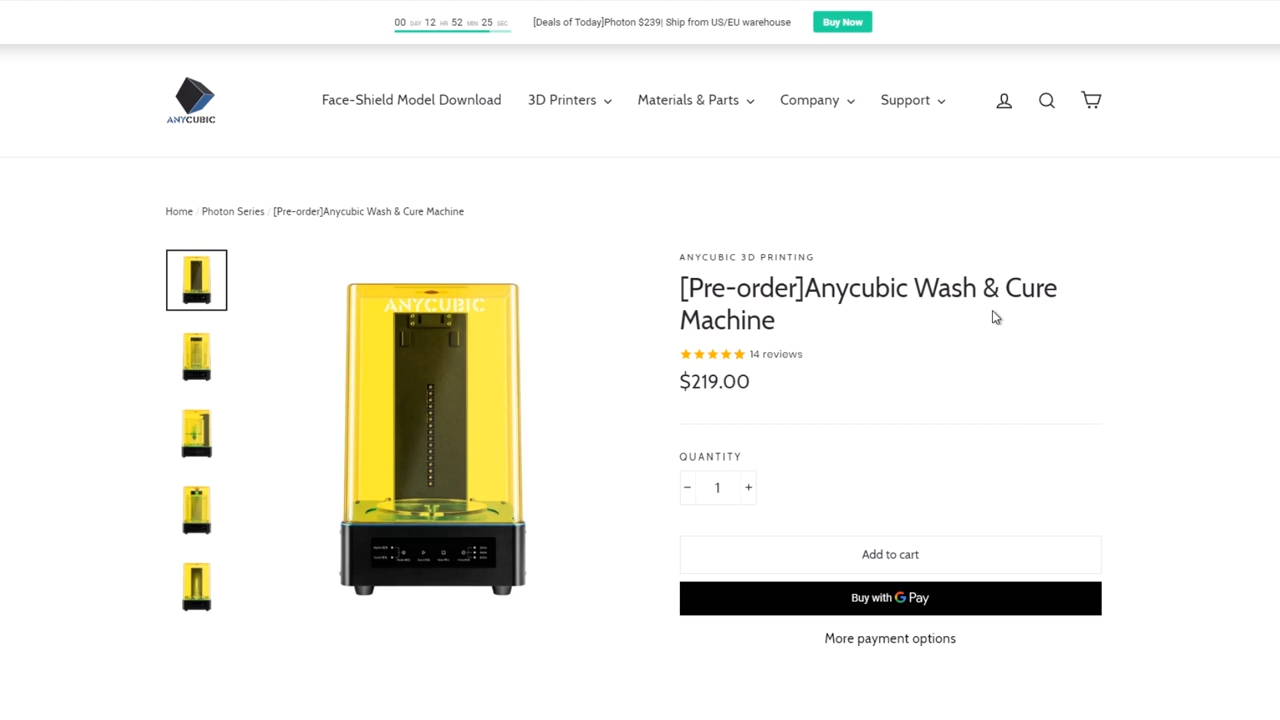 00 DAY 12 HR 52 MIN 25 SEC [Deals of Today]Photon $239| Ship from US/EU warehouse Buy Now
ANYCUBIC
Face-Shield Model Download 3D Printers Materials & Parts Company Support
Home / Photon Series / [Pre-order]Anycubic Wash & Cure Machine
ANYCUBIC
ANYCUBIC 3D PRINTING
[Pre-order]Anycubic Wash & Cure
Machine
14 reviews
$219.00
QUANTITY
− 1 +
Add to cart
Buy with G Pay
More payment options